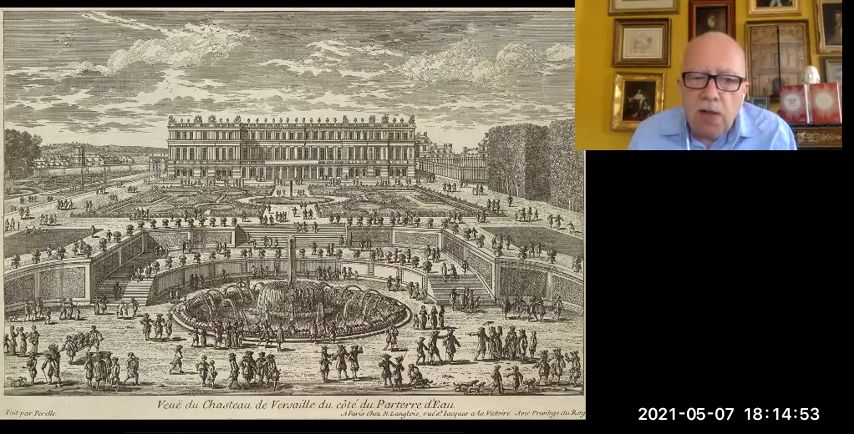 Veuë du Chasteau de Versaille du côté du Parterre d'Eau
Fait par Perelle
A Paris Chez N. Langlois, rue St. Jacques a la Victoire. Avec Privilege du Roy
2021-05-07 18:14:53